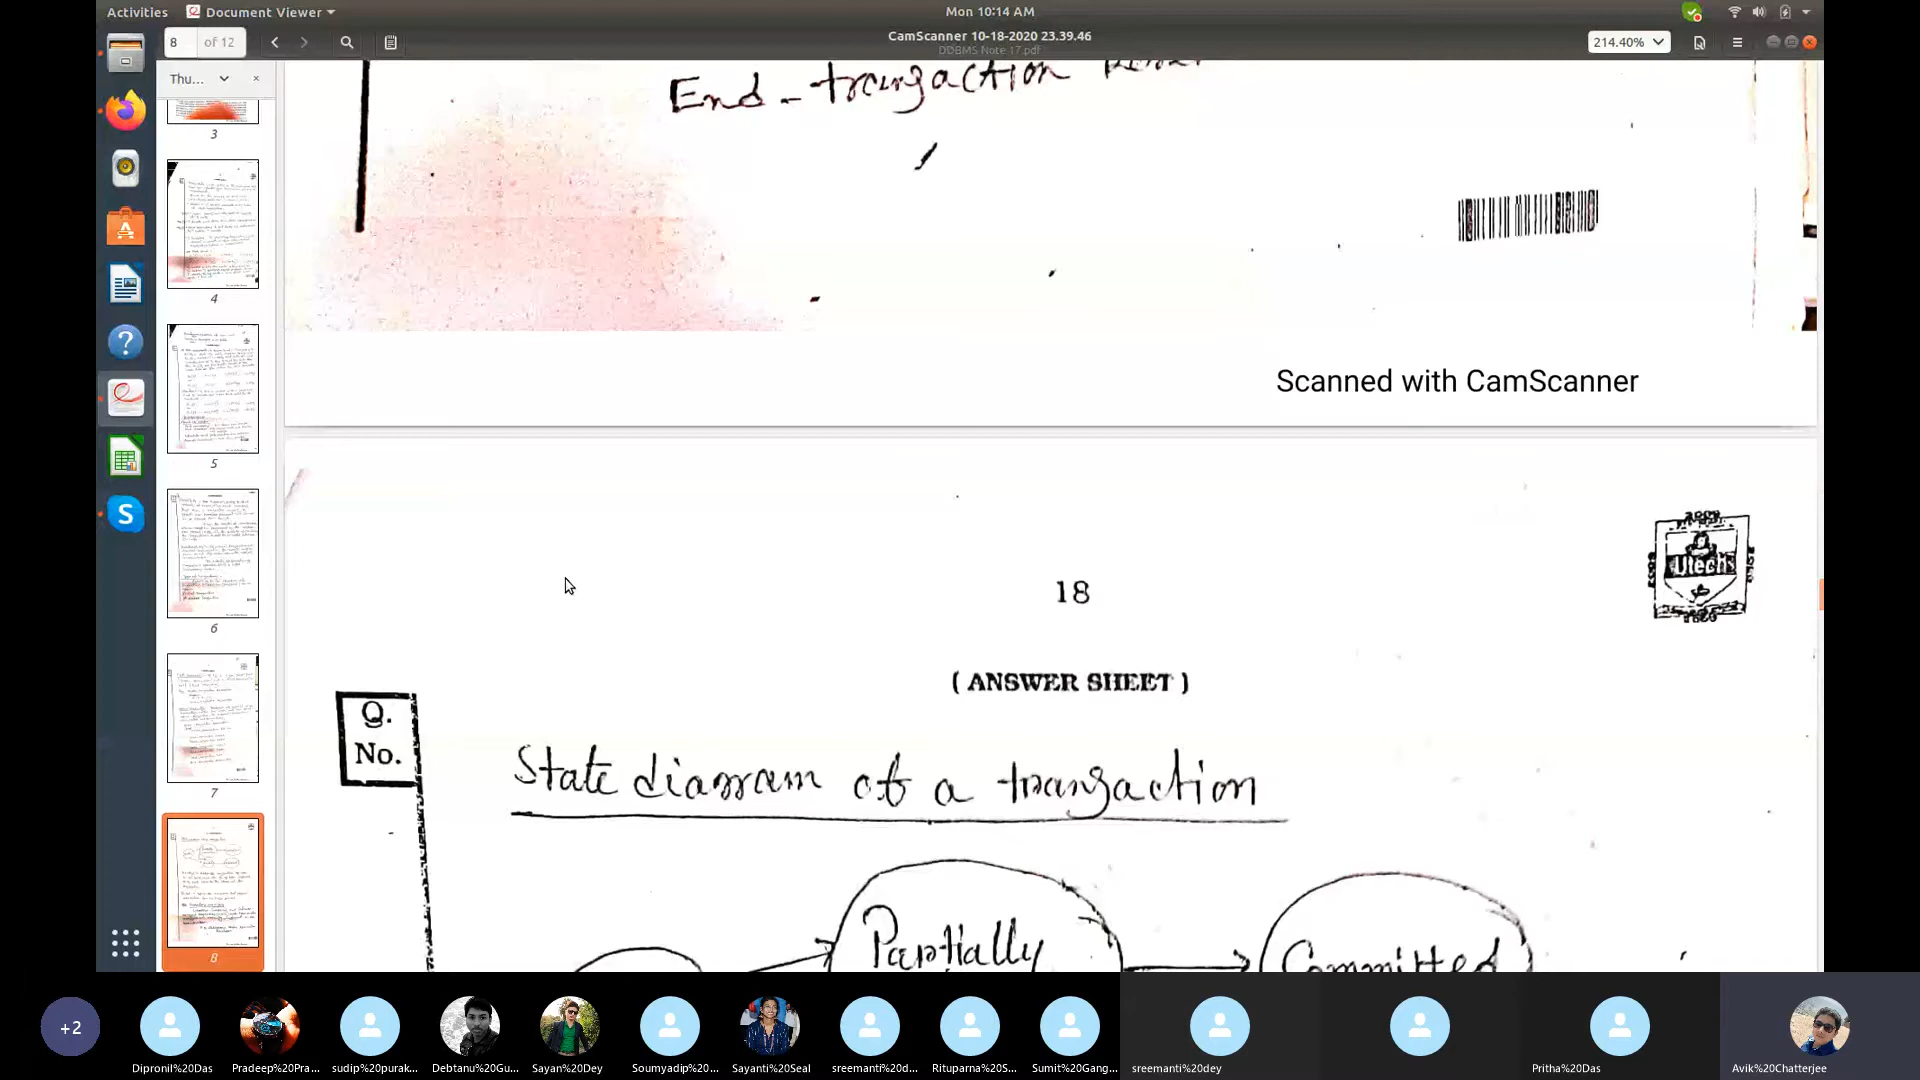 Activities
Document Viewer
Mon 10:14 AM
8
of 12
CamScanner 10-18-2020 23.39.46
DDBMS Note 17.pdf
214.40%
Thu...
3
4
5
6
7
8
End-transaction
Scanned with CamScanner
18
Utech
( ANSWER SHEET )
Q.
No.
State diagram of a transaction
Partially
Committed
+2
Dipronil%20Das
Pradeep%20Pra...
sudip%20purak...
Debtanu%20Gu...
Sayan%20Dey
Soumyadip%20...
Sayanti%20Seal
sreemanti%20d...
Rituparna%20S...
Sumit%20Gang...
sreemanti%20dey
Pritha%20Das
Avik%20Chatterjee